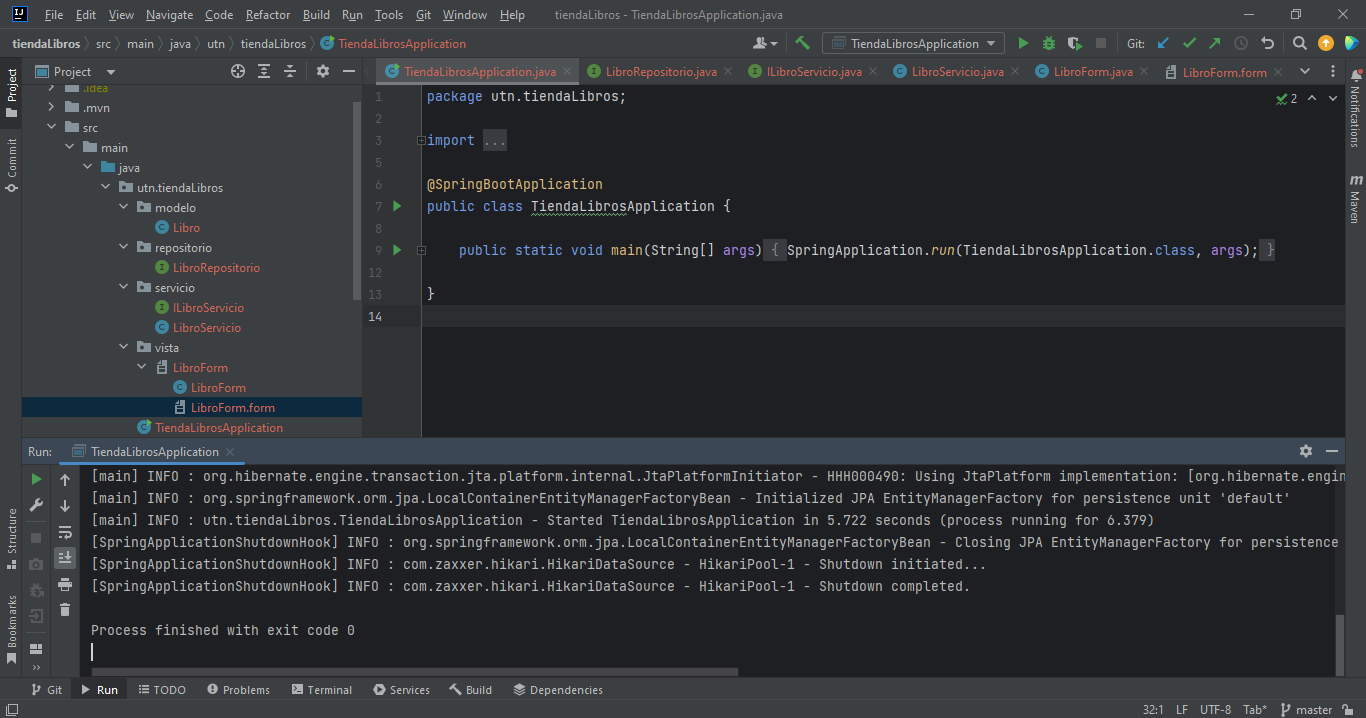 File Edit View Navigate Code Refactor Build Run Tools Git Window Help tiendaLibros - TiendaLibrosApplication.java
tiendaLibros src main java utn tiendaLibros TiendaLibrosApplication TiendaLibrosApplication Git:
Project
TiendaLibrosApplication.java LibroRepositorio.java ILibroServicio.java LibroServicio.java LibroForm.java LibroForm.form
Project
Commit
Structure
Bookmarks
Notifications
Maven
.idea
.mvn
src
main
java
utn.tiendaLibros
modelo
Libro
repositorio
LibroRepositorio
servicio
ILibroServicio
LibroServicio
vista
LibroForm
LibroForm
LibroForm.form
TiendaLibrosApplication
1 package utn.tiendaLibros;
2
3 import ...
5
6 @SpringBootApplication
7 public class TiendaLibrosApplication {
8
9 public static void main(String[] args) { SpringApplication.run(TiendaLibrosApplication.class, args); }
12
13 }
14
2
Run: TiendaLibrosApplication
[main] INFO : org.hibernate.engine.transaction.jta.platform.internal.JtaPlatformInitiator - HHH000490: Using JtaPlatform implementation: [org.hibernate.engin
[main] INFO : org.springframework.orm.jpa.LocalContainerEntityManagerFactoryBean - Initialized JPA EntityManagerFactory for persistence unit 'default'
[main] INFO : utn.tiendaLibros.TiendaLibrosApplication - Started TiendaLibrosApplication in 5.722 seconds (process running for 6.379)
[SpringApplicationShutdownHook] INFO : org.springframework.orm.jpa.LocalContainerEntityManagerFactoryBean - Closing JPA EntityManagerFactory for persistence
[SpringApplicationShutdownHook] INFO : com.zaxxer.hikari.HikariDataSource - HikariPool-1 - Shutdown initiated...
[SpringApplicationShutdownHook] INFO : com.zaxxer.hikari.HikariDataSource - HikariPool-1 - Shutdown completed.
Process finished with exit code 0
Git Run TODO Problems Terminal Services Build Dependencies
32:1 LF UTF-8 Tab* master